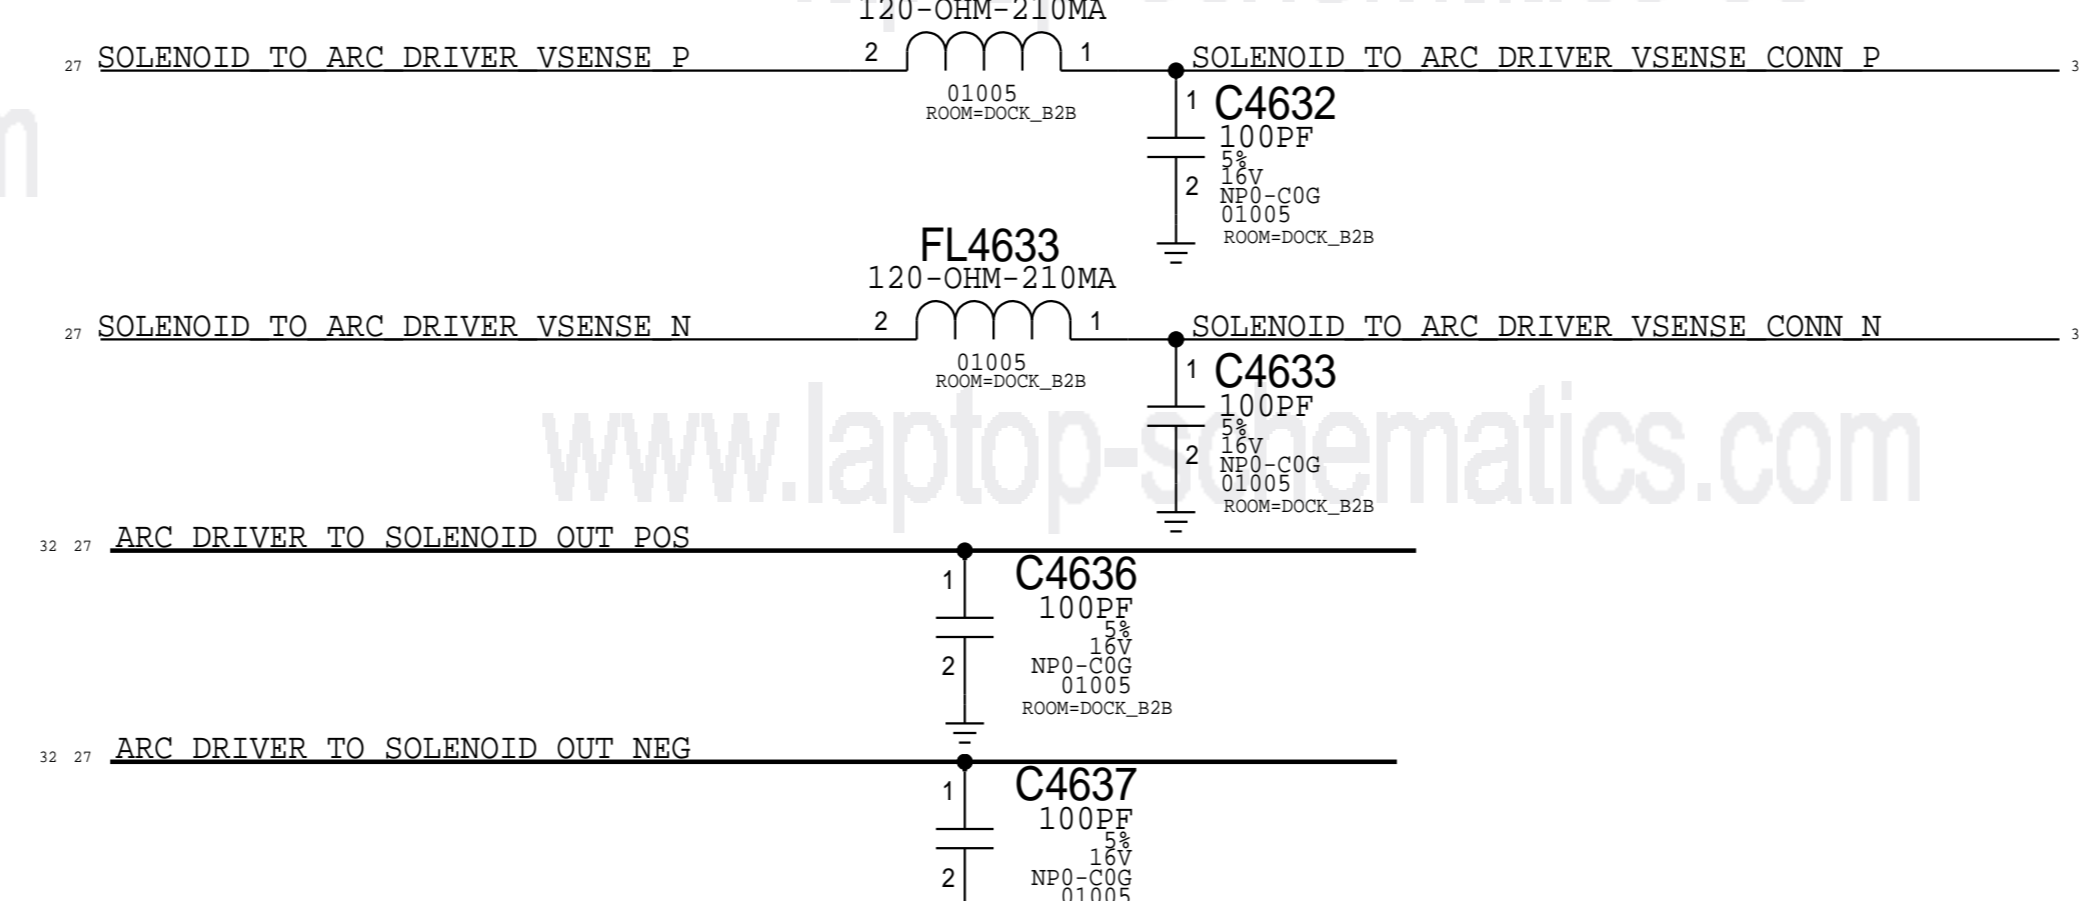 120-OHM-210MA
27 SOLENOID_TO_ARC_DRIVER_VSENSE_P 2 1 SOLENOID_TO_ARC_DRIVER_VSENSE_CONN_P 3
01005
ROOM=DOCK_B2B
1 C4632
100PF
5%
16V
2 NP0-C0G
01005
ROOM=DOCK_B2B
FL4633
120-OHM-210MA
27 SOLENOID_TO_ARC_DRIVER_VSENSE_N 2 1 SOLENOID_TO_ARC_DRIVER_VSENSE_CONN_N 3
01005
ROOM=DOCK_B2B
1 C4633
100PF
5%
16V
2 NP0-C0G
01005
ROOM=DOCK_B2B
www.laptop-schematics.com
32 27 ARC_DRIVER_TO_SOLENOID_OUT_POS
1 C4636
100PF
5%
16V
2 NP0-C0G
01005
ROOM=DOCK_B2B
32 27 ARC_DRIVER_TO_SOLENOID_OUT_NEG
1 C4637
100PF
5%
16V
2 NP0-C0G
01005